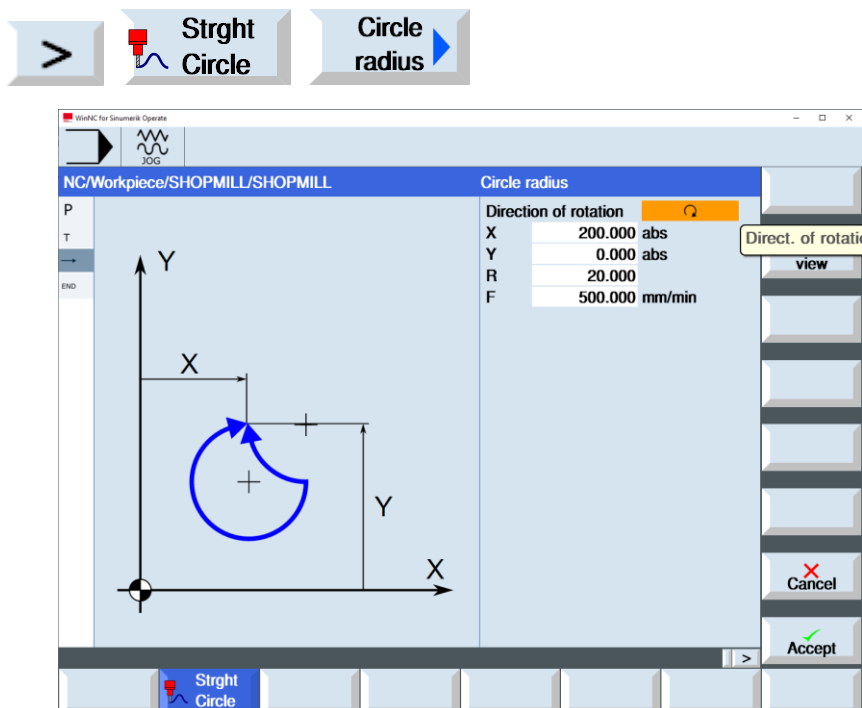 >
Strght
Circle
Circle
radius
WinNC for Sinumerik Operate
JOG
NC/Workpiece/SHOPMILL/SHOPMILL
Circle radius
P
T
END
Direction of rotation
X 200.000 abs
Y 0.000 abs
R 20.000
F 500.000 mm/min
Direct. of rotatio
view
Y
X
Y
X
Cancel
Accept
>
Strght
Circle